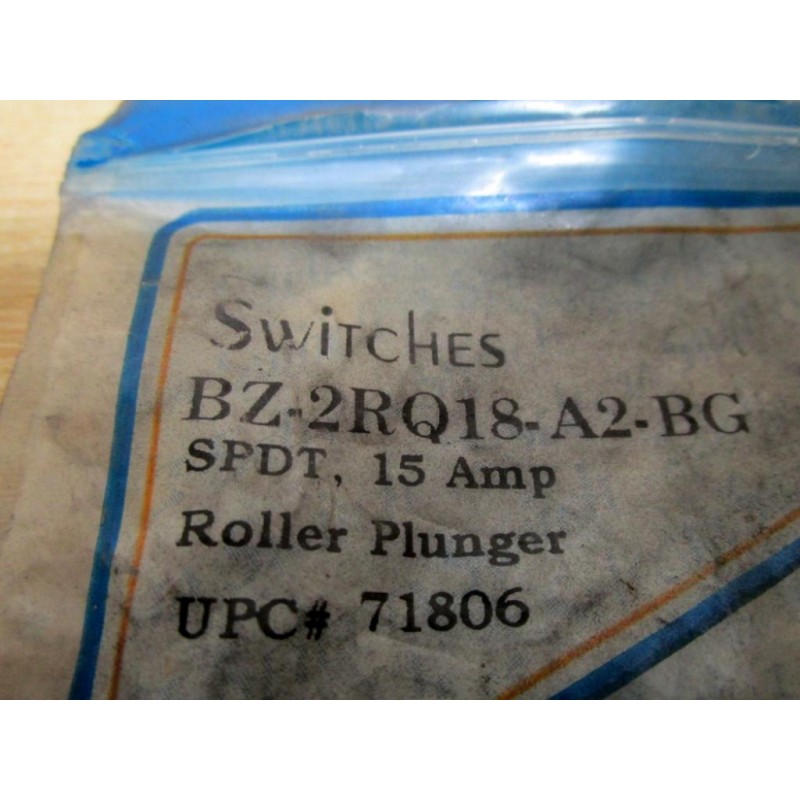 SWiTCHES
BZ-2RQ18-A2-BG
SPDT, 15 Amp
Roller Plunger
UPC# 71806